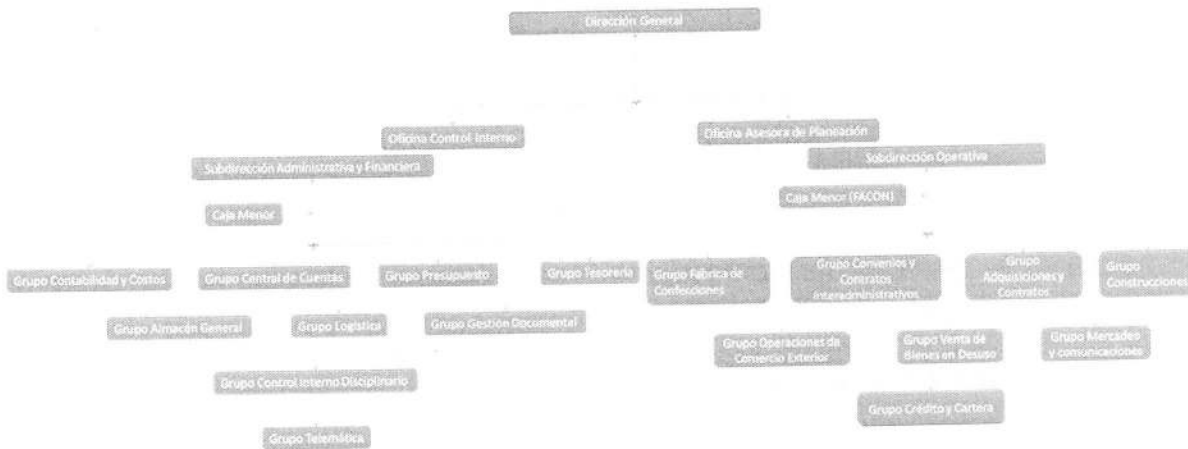 Dirección General
Oficina Control Interno
Oficina Asesora de Planeación
Subdirección Administrativa y Financiera
Subdirección Operativa
Caja Menor
Caja Menor (FACON)
Grupo Contabilidad y Costos
Grupo Central de Cuentas
Grupo Presupuesto
Grupo Tesorería
Grupo Fábrica de
Confecciones
Grupo Convenios y
Contratos
Interadministrativos
Grupo
Adquisiciones y
Contratos
Grupo
Construcciones
Grupo Almacén General
Grupo Logística
Grupo Gestión Documental
Grupo Operaciones de
Comercio Exterior
Grupo Venta de
Bienes en Desuso
Grupo Mercadeo
y comunicaciones
Grupo Control Interno Disciplinario
Grupo Crédito y Cartera
Grupo Telemática